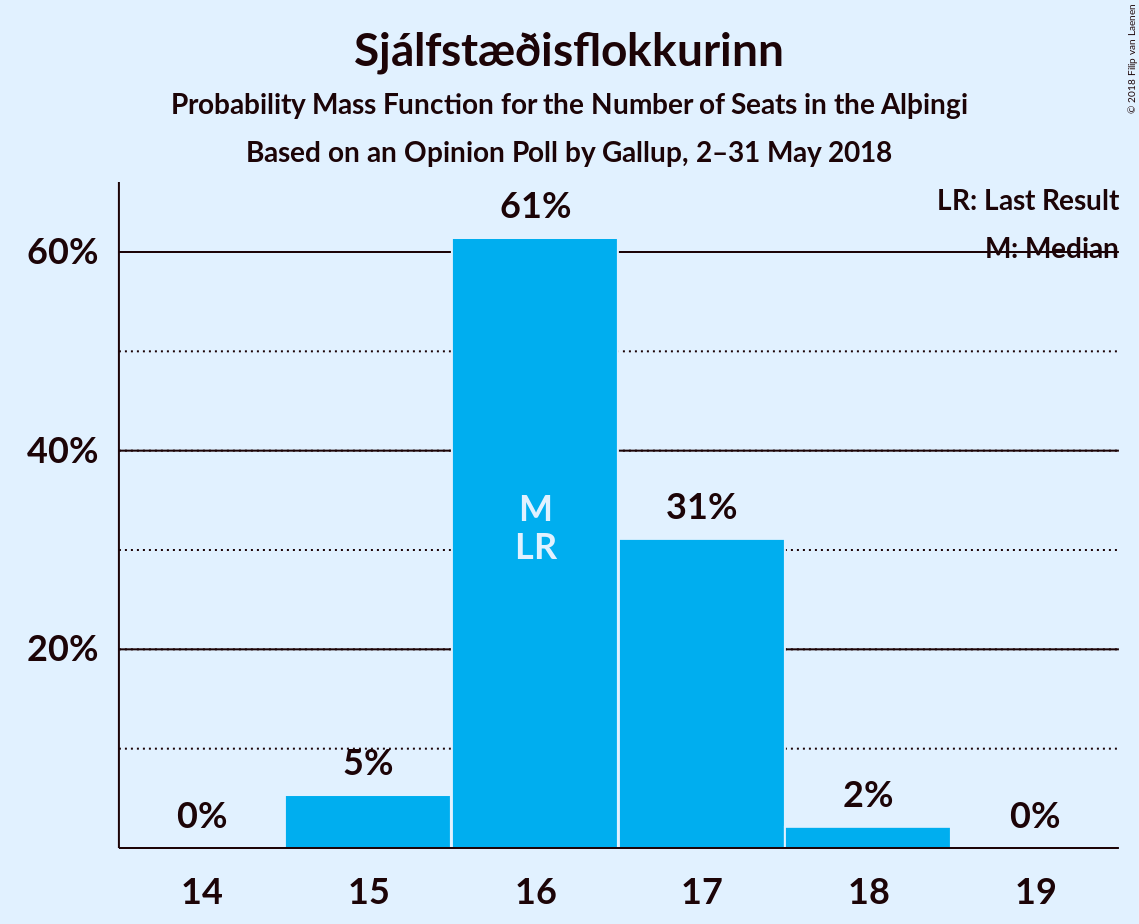 Sjálfstæðisflokkurinn
Probability Mass Function for the Number of Seats in the Alþingi
Based on an Opinion Poll by Gallup, 2–31 May 2018
© 2018 Filip van Laenen
LR: Last Result
M: Median
61%
60%
40%
20%
M
LR
31%
5%
2%
0%
0%
14 15 16 17 18 19